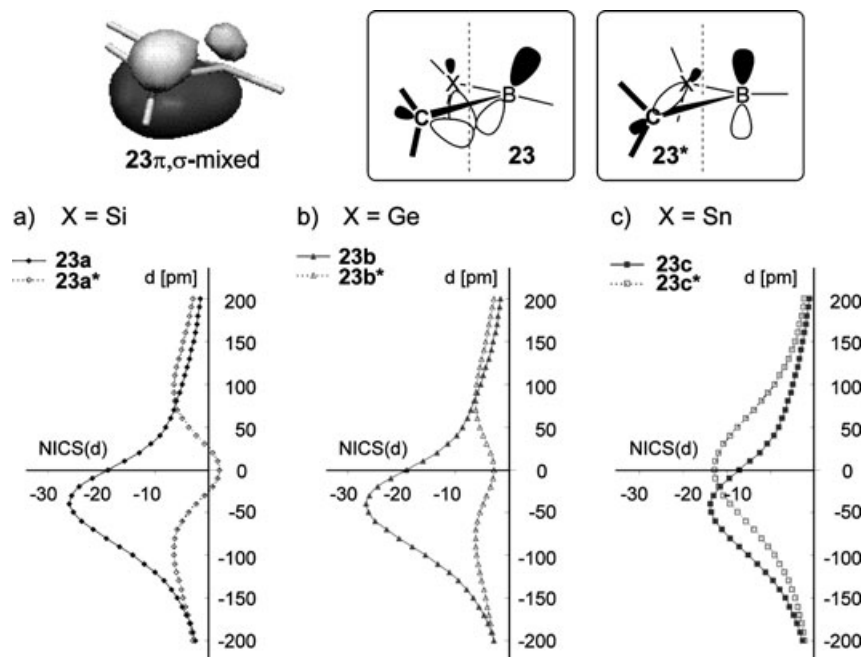 23π,σ-mixed
X
B
C
23
X
B
C
23*
a) X = Si
b) X = Ge
c) X = Sn
23a
23a*
d [pm]
23b
23b*
d [pm]
23c
23c*
d [pm]
200
150
100
50
0
-50
-100
-150
-200
NICS(d)
-30 -20 -10
200
150
100
50
0
-50
-100
-150
-200
NICS(d)
-30 -20 -10
200
150
100
50
0
-50
-100
-150
-200
NICS(d)
-30 -20 -10